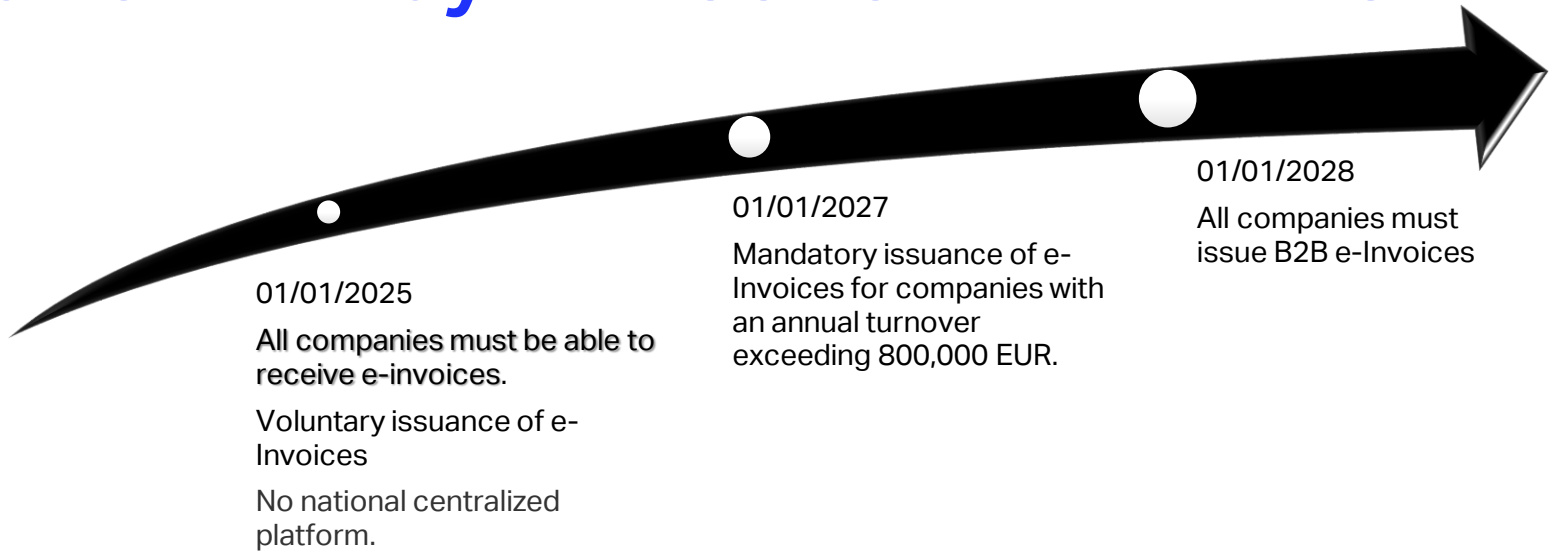 01/01/2025
All companies must be able to
receive e-invoices.
Voluntary issuance of e-
Invoices
No national centralized
platform.
01/01/2027
Mandatory issuance of e-
Invoices for companies with
an annual turnover
exceeding 800,000 EUR.
01/01/2028
All companies must
issue B2B e-Invoices